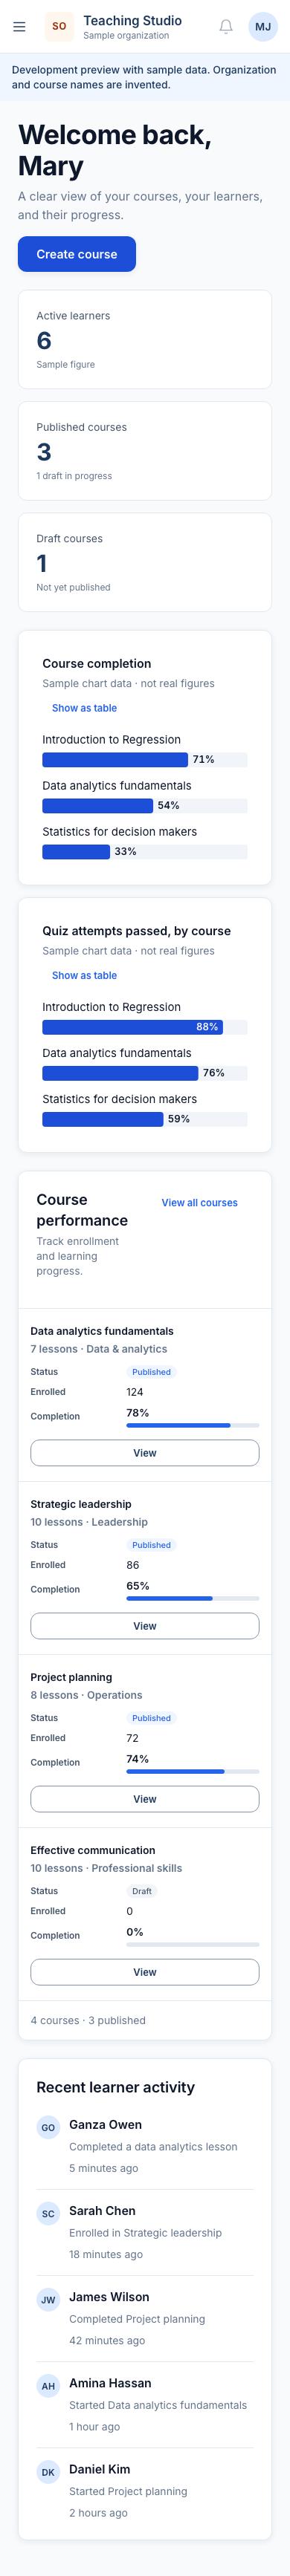 SO
Teaching Studio
Sample organization
MJ
Development preview with sample data. Organization
and course names are invented.
Welcome back,
Mary
A clear view of your courses, your learners,
and their progress.
Create course
Active learners
6
Sample figure
Published courses
3
1 draft in progress
Draft courses
1
Not yet published
Course completion
Sample chart data · not real figures
Show as table
Introduction to Regression
71%
Data analytics fundamentals
54%
Statistics for decision makers
33%
Quiz attempts passed, by course
Sample chart data · not real figures
Show as table
Introduction to Regression
88%
Data analytics fundamentals
76%
Statistics for decision makers
59%
Course
performance
View all courses
Track enrollment
and learning
progress.
Data analytics fundamentals
7 lessons · Data & analytics
Status Published
Enrolled 124
Completion 78%
View
Strategic leadership
10 lessons · Leadership
Status Published
Enrolled 86
Completion 65%
View
Project planning
8 lessons · Operations
Status Published
Enrolled 72
Completion 74%
View
Effective communication
10 lessons · Professional skills
Status Draft
Enrolled 0
Completion 0%
View
4 courses · 3 published
Recent learner activity
GO Ganza Owen
Completed a data analytics lesson
5 minutes ago
SC Sarah Chen
Enrolled in Strategic leadership
18 minutes ago
JW James Wilson
Completed Project planning
42 minutes ago
AH Amina Hassan
Started Data analytics fundamentals
1 hour ago
DK Daniel Kim
Started Project planning
2 hours ago